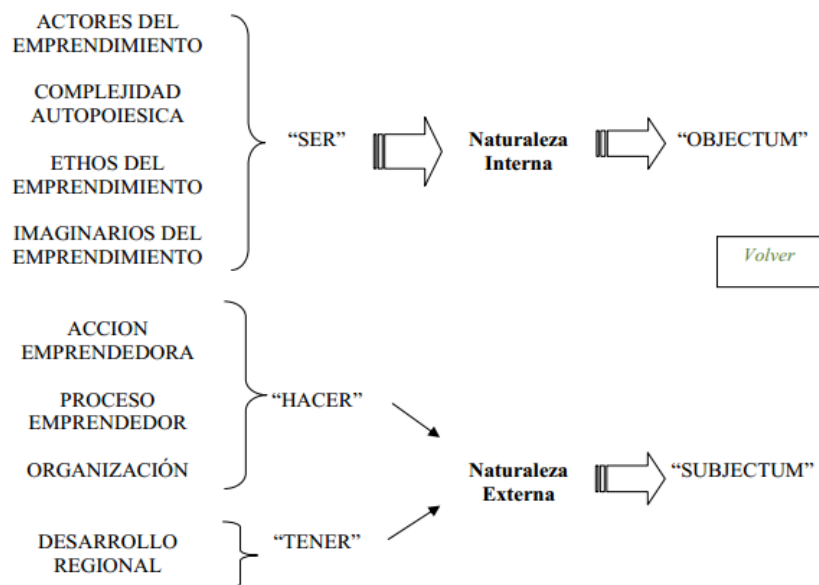 ACTORES DEL
EMPRENDIMIENTO
COMPLEJIDAD
AUTOPOIESICA
ETHOS DEL
EMPRENDIMIENTO
IMAGINARIOS DEL
EMPRENDIMIENTO
“SER”
Naturaleza
Interna
“OBJECTUM”
Volver
ACCION
EMPRENDEDORA
PROCESO
EMPRENDEDOR
ORGANIZACIÓN
“HACER”
DESARROLLO
REGIONAL
“TENER”
Naturaleza
Externa
“SUBJECTUM”